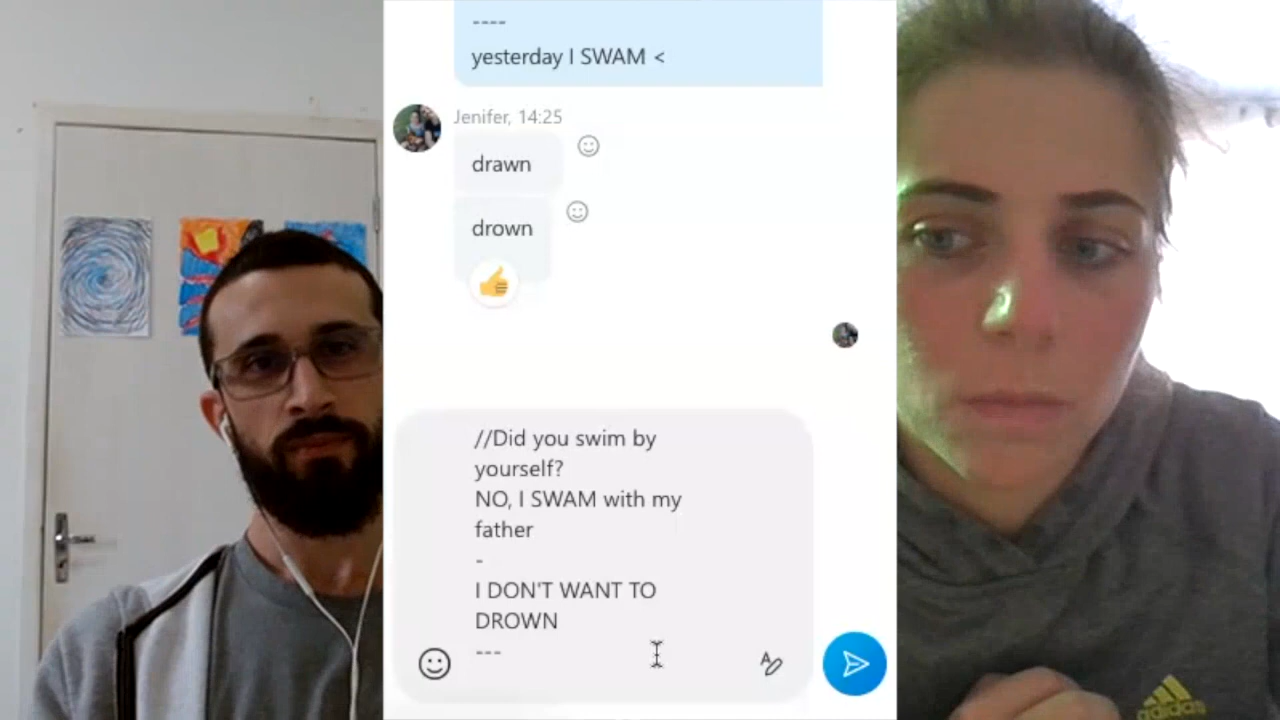 ----
yesterday I SWAM <
Jenifer, 14:25
drawn
drown
//Did you swim by
yourself?
NO, I SWAM with my
father
-
I DON'T WANT TO
DROWN
---
adidas